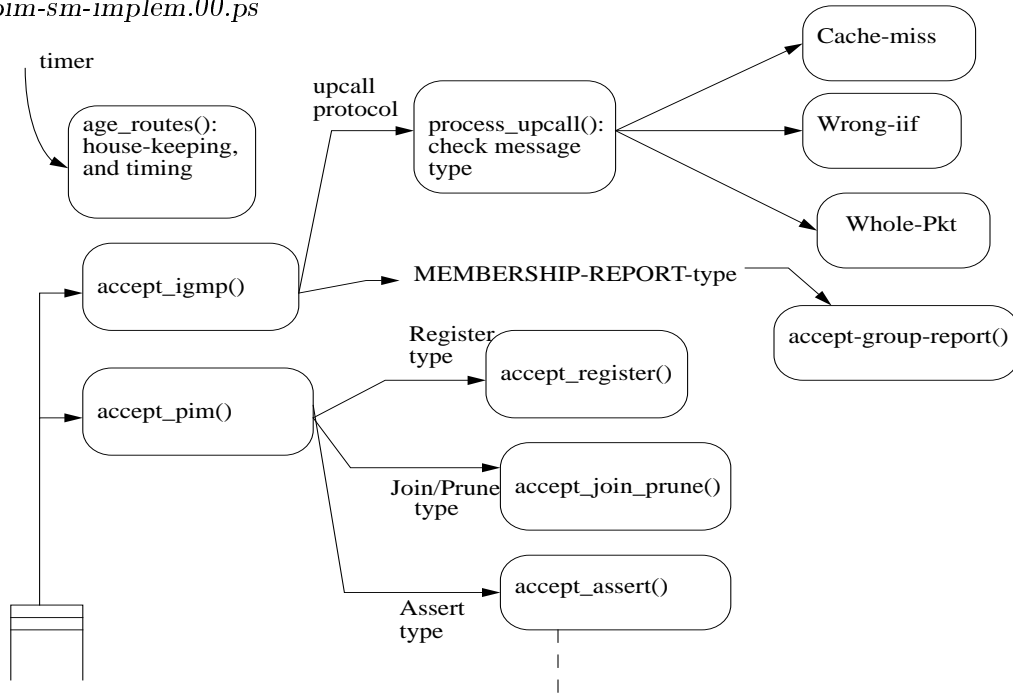 pim-sm-implem.00.ps
timer
age_routes():
house-keeping,
and timing
upcall
protocol
process_upcall():
check message
type
Cache-miss
Wrong-iif
Whole-Pkt
accept_igmp()
MEMBERSHIP-REPORT-type
accept-group-report()
Register
type
accept_register()
accept_pim()
Join/Prune
type
accept_join_prune()
Assert
type
accept_assert()